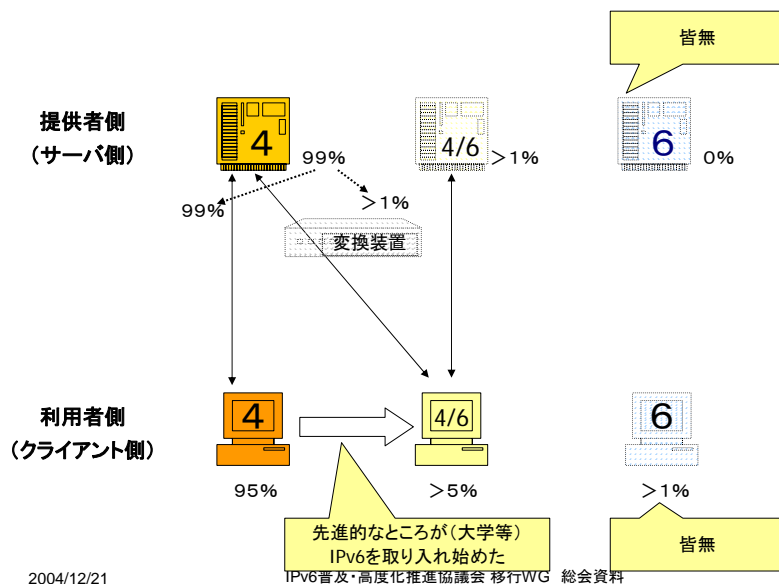 皆無
提供者側
（サーバ側）
4
99%
4/6
＞1%
6
0%
99%
＞1%
変換装置
利用者側
（クライアント側）
4
4/6
6
95%
＞5%
＞1%
先進的なところが（大学等）
IPv6を取り入れ始めた
皆無
2004/12/21
IPv6普及・高度化推進協議会 移行WG 総会資料